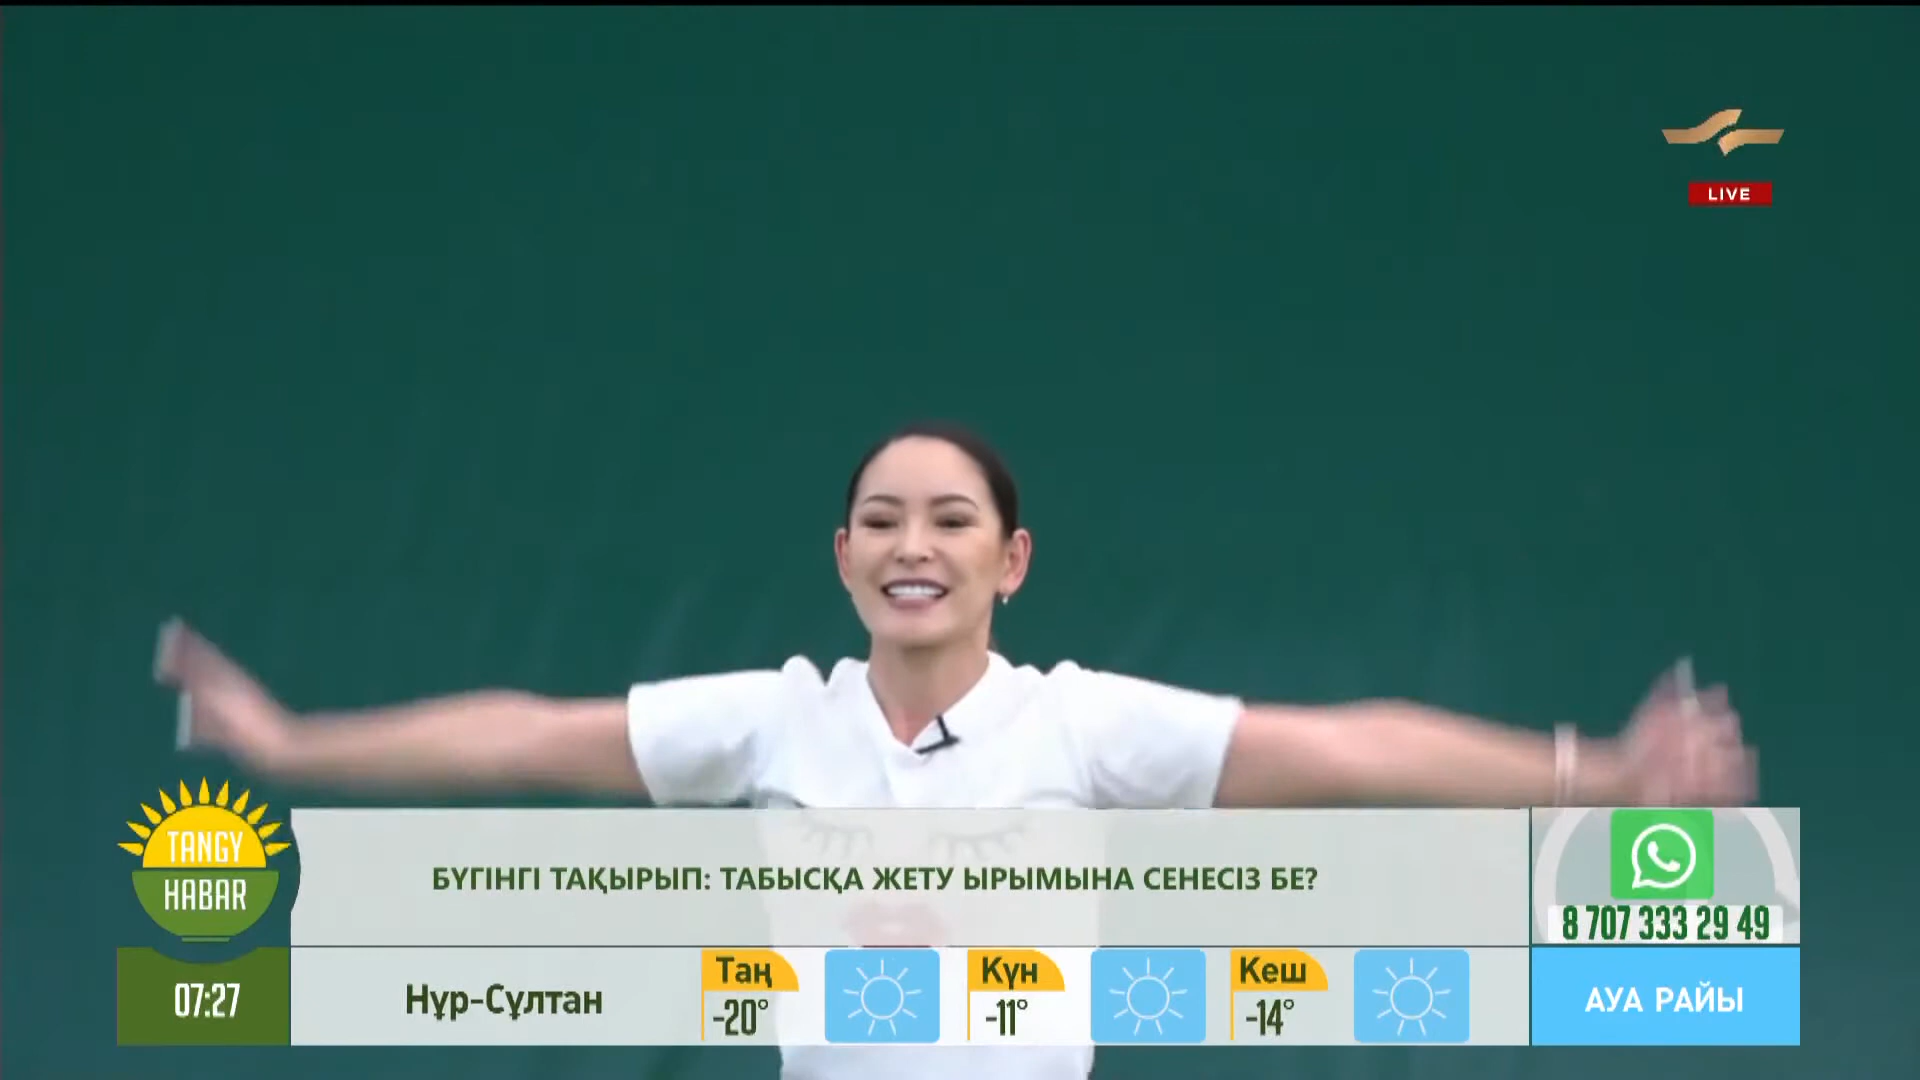 LIVE
TANGY
HABAR
БҮГІНГІ ТАҚЫРЫП: ТАБЫСҚА ЖЕТУ ЫРЫМЫНА СЕНЕСІЗ БЕ?
8 707 333 29 49
07:27
Нұр-Сұлтан
Таң
-20°
Күн
-11°
Кеш
-14°
АУА РАЙЫ